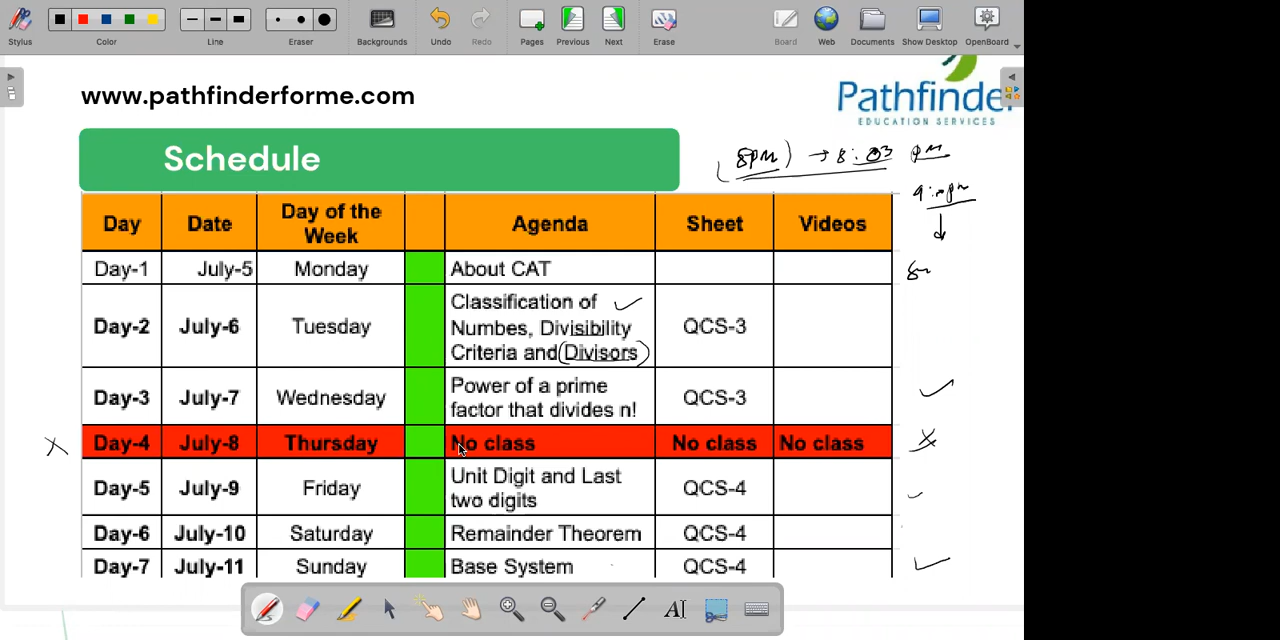 Stylus Color Line Eraser Backgrounds Undo Redo Pages Previous Next Erase Board Web Documents Show Desktop OpenBoard
www.pathfinderforme.com
Pathfinde
EDUCATION SERVICES
Schedule
(8pm) → 8:03 pm
Day Date Day of the Week Agenda Sheet Videos
Day-1 July-5 Monday About CAT
Day-2 July-6 Tuesday Classification of
Numbes, Divisibility
Criteria and Divisors QCS-3
Day-3 July-7 Wednesday Power of a prime
factor that divides n! QCS-3
Day-4 July-8 Thursday No class No class No class
Day-5 July-9 Friday Unit Digit and Last
two digits QCS-4
Day-6 July-10 Saturday Remainder Theorem QCS-4
Day-7 July-11 Sunday Base System QCS-4